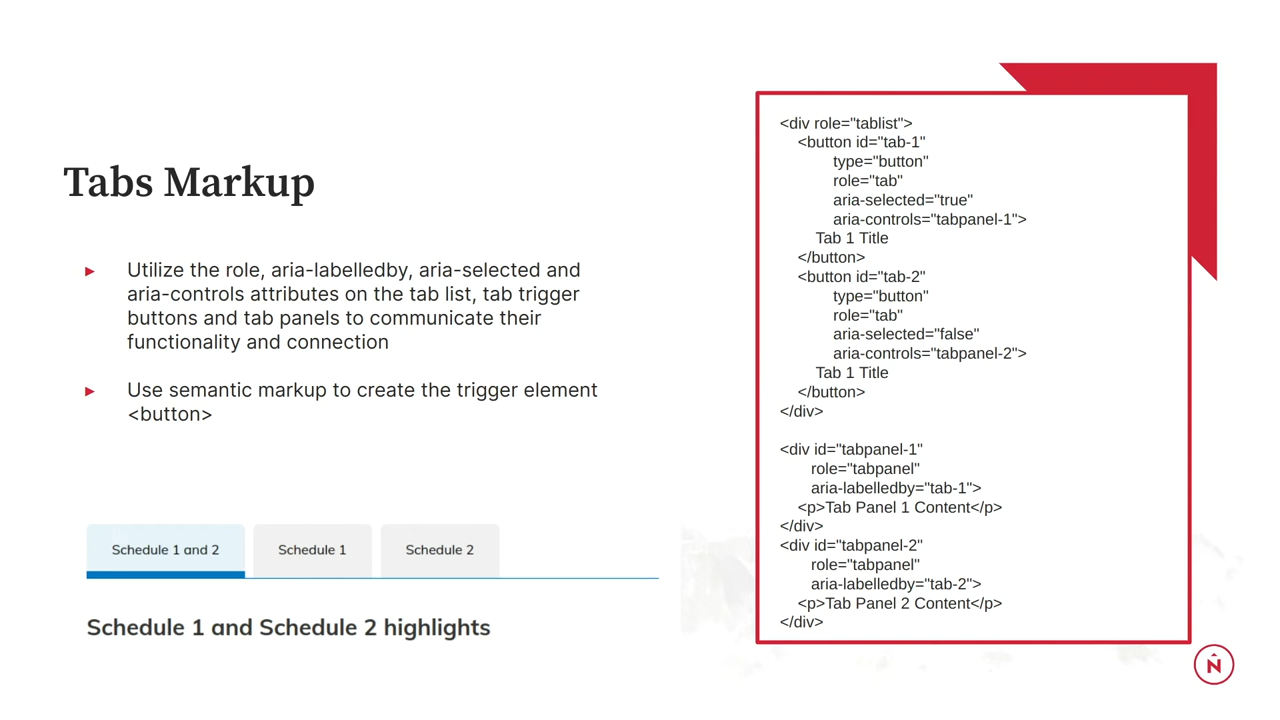 Tabs Markup
Utilize the role, aria-labelledby, aria-selected and
aria-controls attributes on the tab list, tab trigger
buttons and tab panels to communicate their
functionality and connection
Use semantic markup to create the trigger element
<button>
Schedule 1 and 2
Schedule 1
Schedule 2
Schedule 1 and Schedule 2 highlights
<div role="tablist">
<button id="tab-1"
type="button"
role="tab"
aria-selected="true"
aria-controls="tabpanel-1">
Tab 1 Title
</button>
<button id="tab-2"
type="button"
role="tab"
aria-selected="false"
aria-controls="tabpanel-2">
Tab 1 Title
</button>
</div>
<div id="tabpanel-1"
role="tabpanel"
aria-labelledby="tab-1">
<p>Tab Panel 1 Content</p>
</div>
<div id="tabpanel-2"
role="tabpanel"
aria-labelledby="tab-2">
<p>Tab Panel 2 Content</p>
</div>
N